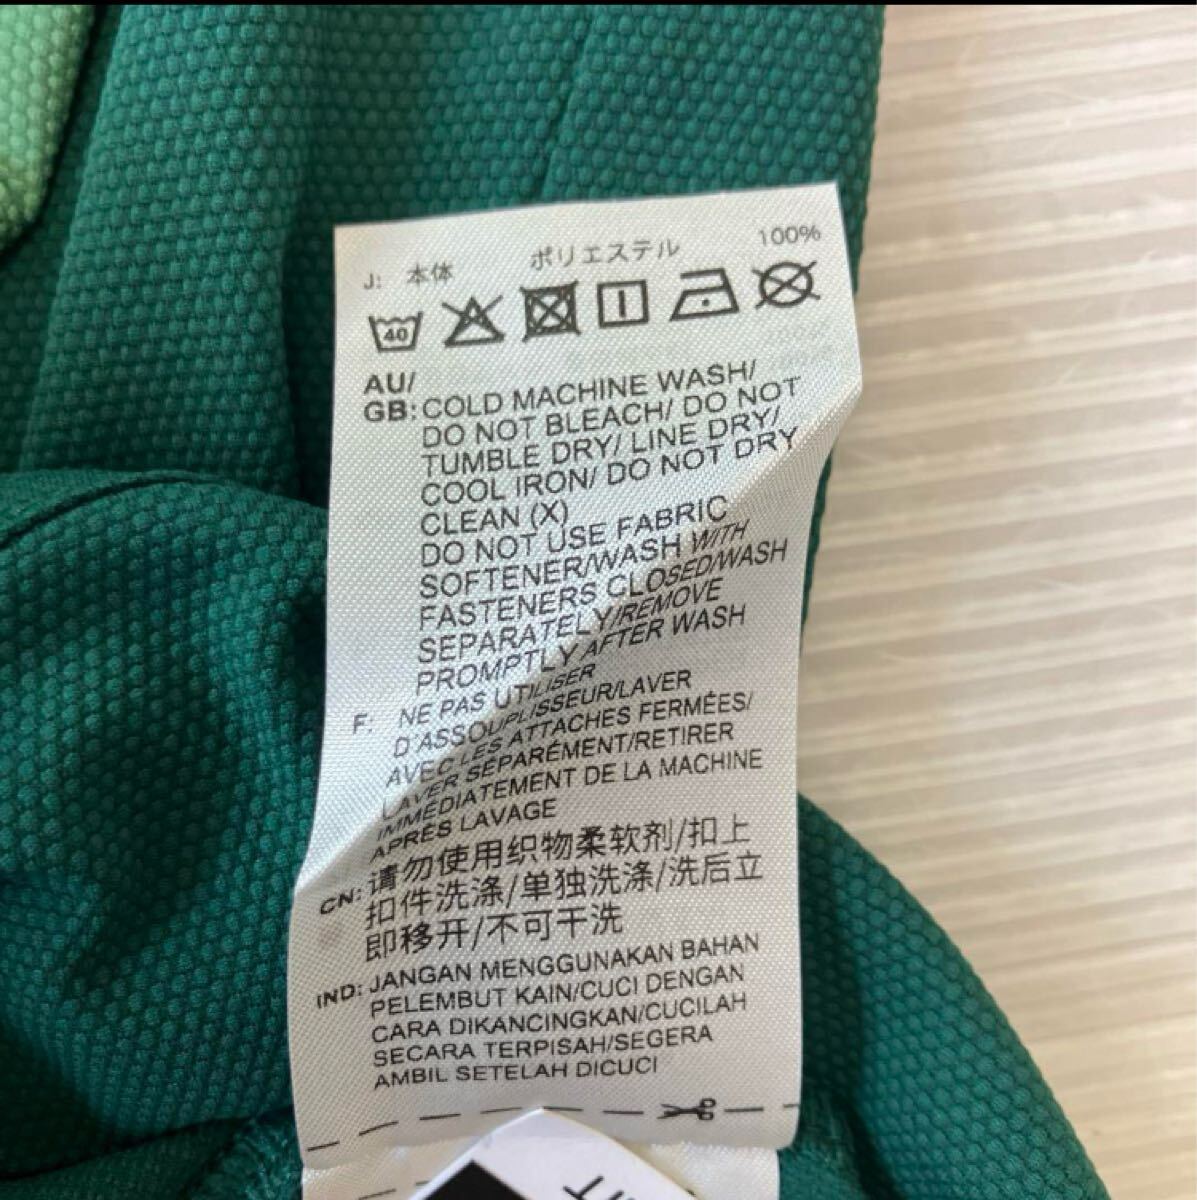 J: 本体 ポリエステル 100%
40
AU/
GB: COLD MACHINE WASH/
DO NOT BLEACH/ DO NOT
TUMBLE DRY/ LINE DRY/
COOL IRON/ DO NOT DRY
CLEAN (X)
DO NOT USE FABRIC
SOFTENER/WASH WITH
FASTENERS CLOSED/WASH
SEPARATELY/REMOVE
PROMPTLY AFTER WASH
F: NE PAS UTILISER
D'ASSOUPLISSEUR/LAVER
AVEC LES ATTACHES FERMÉES/
LAVER SÉPARÉMENT/RETIRER
IMMÉDIATEMENT DE LA MACHINE
APRÈS LAVAGE
CN: 请勿使用织物柔软剂/扣上
扣件洗涤/单独洗涤/洗后立
即移开/不可干洗
IND: JANGAN MENGGUNAKAN BAHAN
PELEMBUT KAIN/CUCI DENGAN
CARA DIKANCINGKAN/CUCILAH
SECARA TERPISAH/SEGERA
AMBIL SETELAH DICUCI